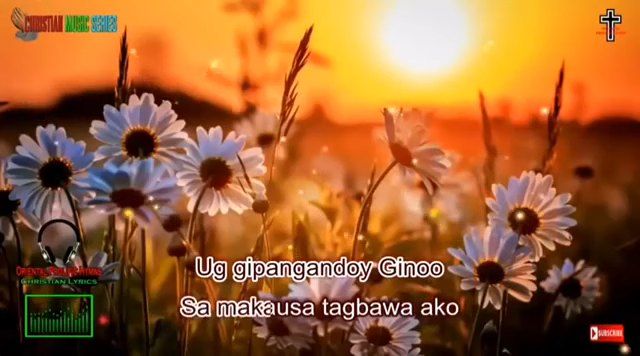 CHRISTIAN MUSIC SERIES
CHRISTIAN LYRICS
Ug gipangandoy Ginoo
Sa makausa tagbawa ako
SUBSCRIBE